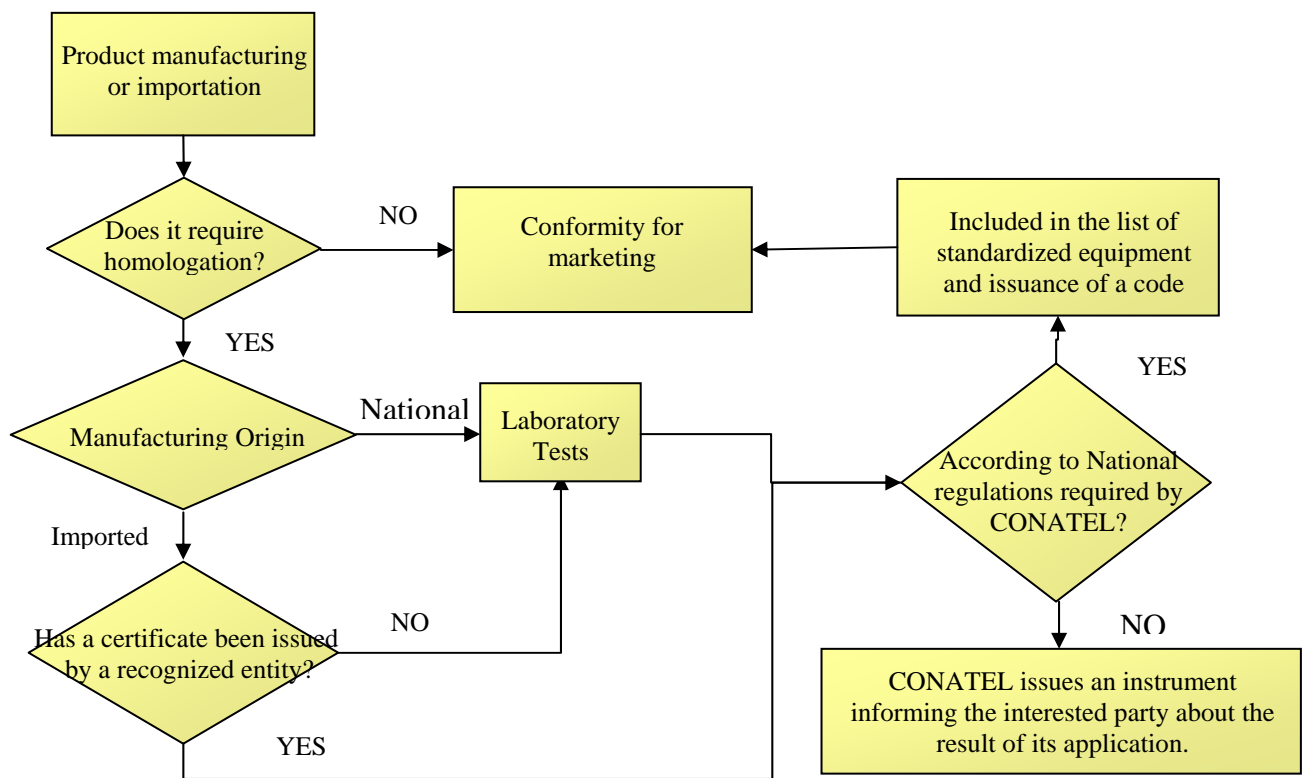 Product manufacturing
or importation
Does it require
homologation?
NO
Conformity for
marketing
Included in the list of
standardized equipment
and issuance of a code
YES
YES
Manufacturing Origin
National
Laboratory
Tests
According to National
regulations required by
CONATEL?
Imported
Has a certificate been issued
by a recognized entity?
NO
NO
CONATEL issues an instrument
informing the interested party about the
result of its application.
YES